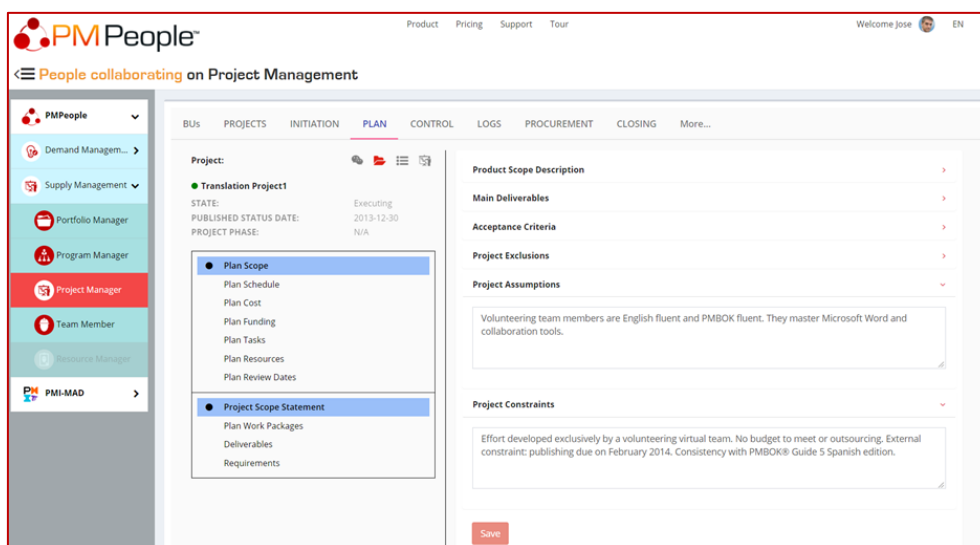 PMPeople™
Product Pricing Support Tour
Welcome Jose EN
People collaborating on Project Management
PMPeople
Demand Managem...
Supply Management
Portfolio Manager
Program Manager
Project Manager
Team Member
Resource Manager
PMI-MAD
BUs PROJECTS INITIATION PLAN CONTROL LOGS PROCUREMENT CLOSING More...
Project:
Translation Project1
STATE: Executing
PUBLISHED STATUS DATE: 2013-12-30
PROJECT PHASE: N/A
Plan Scope
Plan Schedule
Plan Cost
Plan Funding
Plan Tasks
Plan Resources
Plan Review Dates
Project Scope Statement
Plan Work Packages
Deliverables
Requirements
Product Scope Description
Main Deliverables
Acceptance Criteria
Project Exclusions
Project Assumptions
Volunteering team members are English fluent and PMBOK fluent. They master Microsoft Word and
collaboration tools.
Project Constraints
Effort developed exclusively by a volunteering virtual team. No budget to meet or outsourcing. External
constraint: publishing due on February 2014. Consistency with PMBOK® Guide 5 Spanish edition.
Save